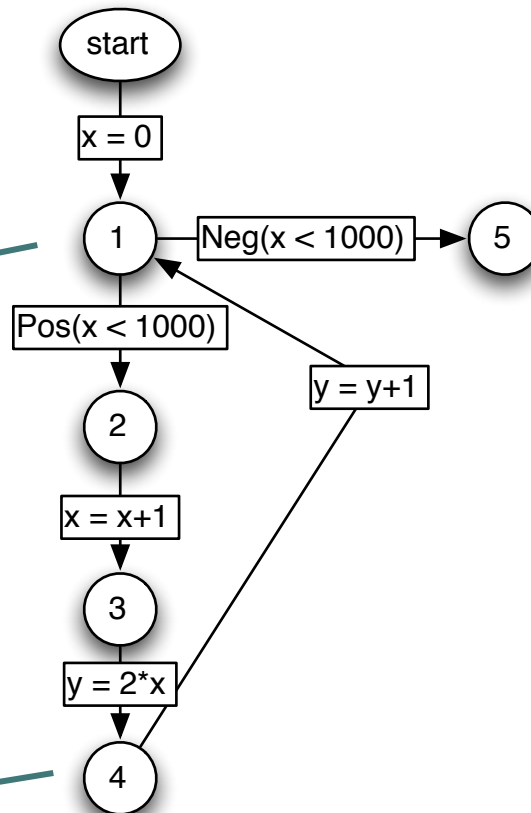 start
x = 0
1
Neg(x < 1000)
5
Pos(x < 1000)
y = y+1
2
x = x+1
3
y = 2*x
4